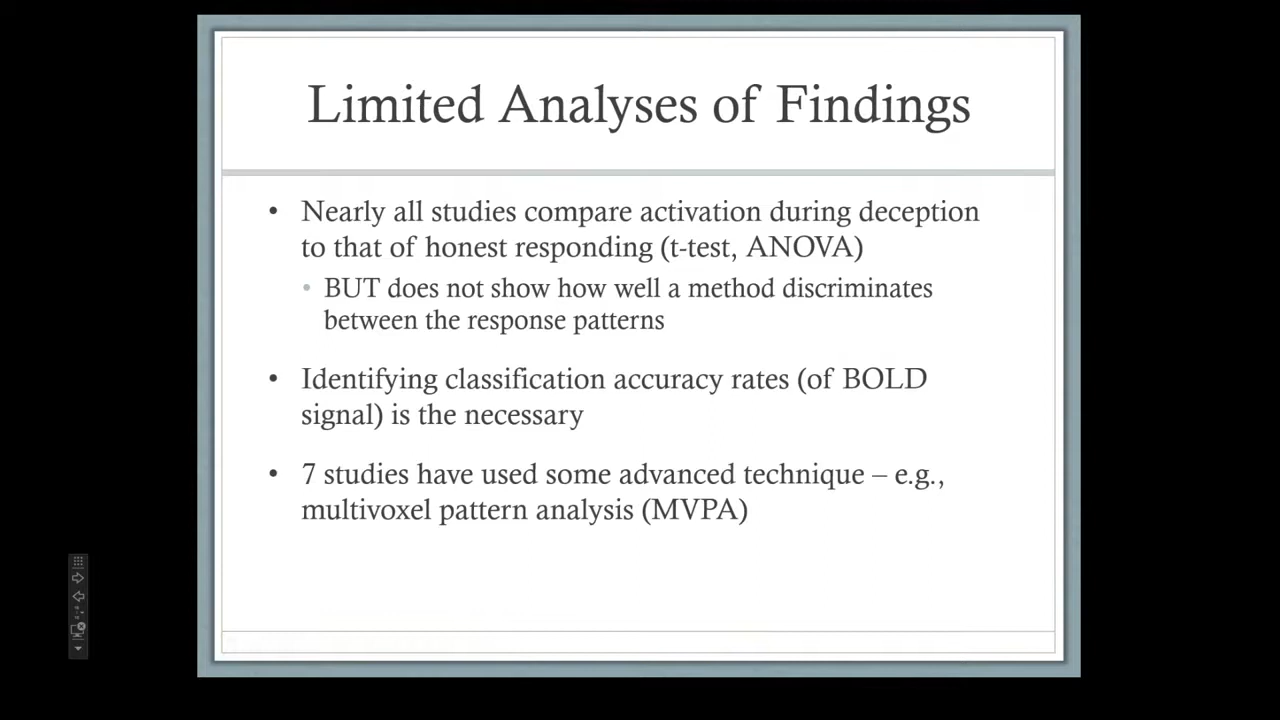 Limited Analyses of Findings
• Nearly all studies compare activation during deception
to that of honest responding (t-test, ANOVA)
• BUT does not show how well a method discriminates
between the response patterns
• Identifying classification accuracy rates (of BOLD
signal) is the necessary
• 7 studies have used some advanced technique – e.g.,
multivoxel pattern analysis (MVPA)